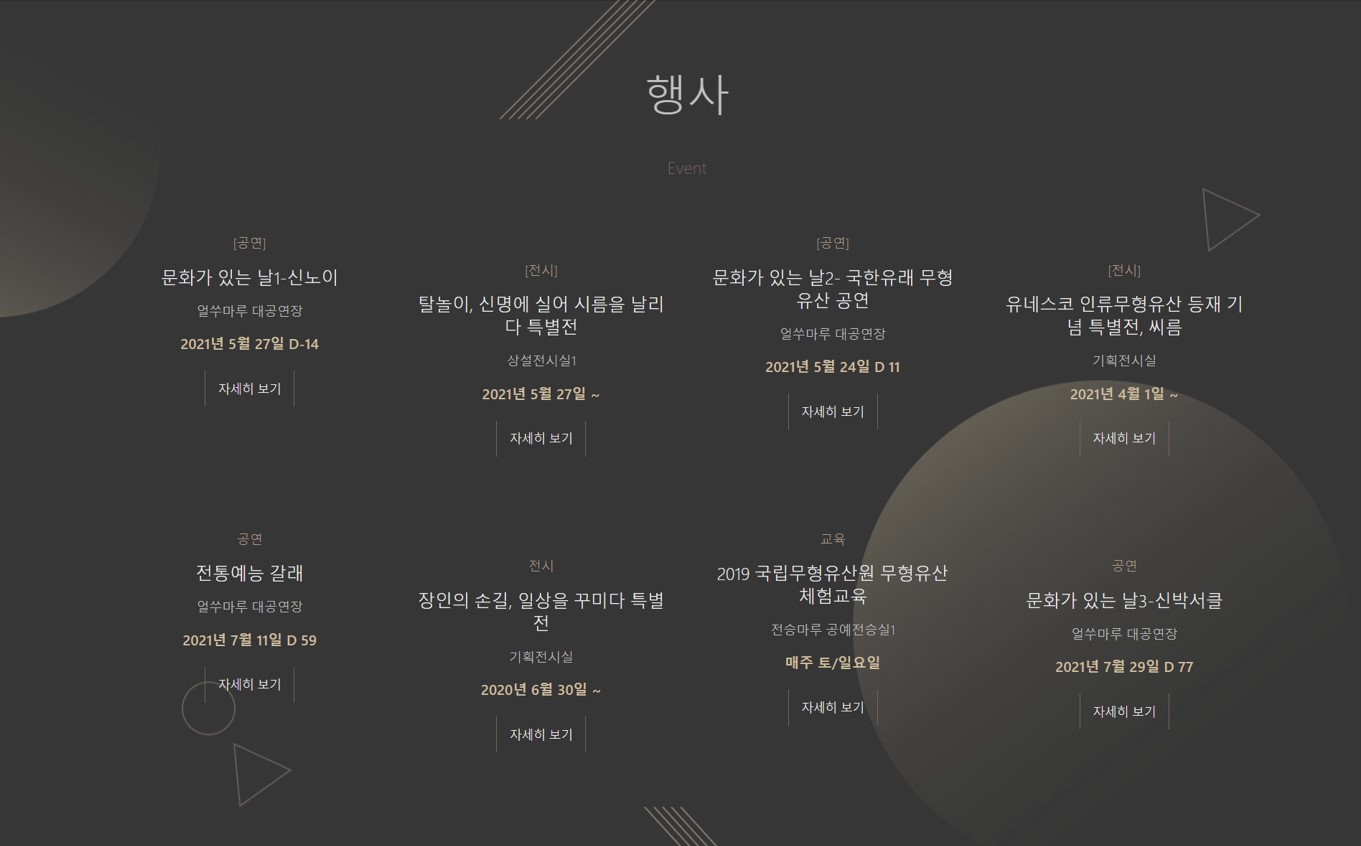 행사
Event
[공연]
문화가 있는 날1-신노이
얼쑤마루 대공연장
2021년 5월 27일 D-14
자세히 보기
[전시]
탈놀이, 신명에 실어 시름을 날리
다 특별전
상설전시실1
2021년 5월 27일 ~
자세히 보기
[공연]
문화가 있는 날2- 국한유래 무형
유산 공연
얼쑤마루 대공연장
2021년 5월 24일 D 11
자세히 보기
[전시]
유네스코 인류무형유산 등재 기
념 특별전, 씨름
기획전시실
2021년 4월 1일 ~
자세히 보기
공연
전통예능 갈래
얼쑤마루 대공연장
2021년 7월 11일 D 59
자세히 보기
전시
장인의 손길, 일상을 꾸미다 특별
전
기획전시실
2020년 6월 30일 ~
자세히 보기
교육
2019 국립무형유산원 무형유산
체험교육
전승마루 공예전승실1
매주 토/일요일
자세히 보기
공연
문화가 있는 날3-신박서클
얼쑤마루 대공연장
2021년 7월 29일 D 77
자세히 보기